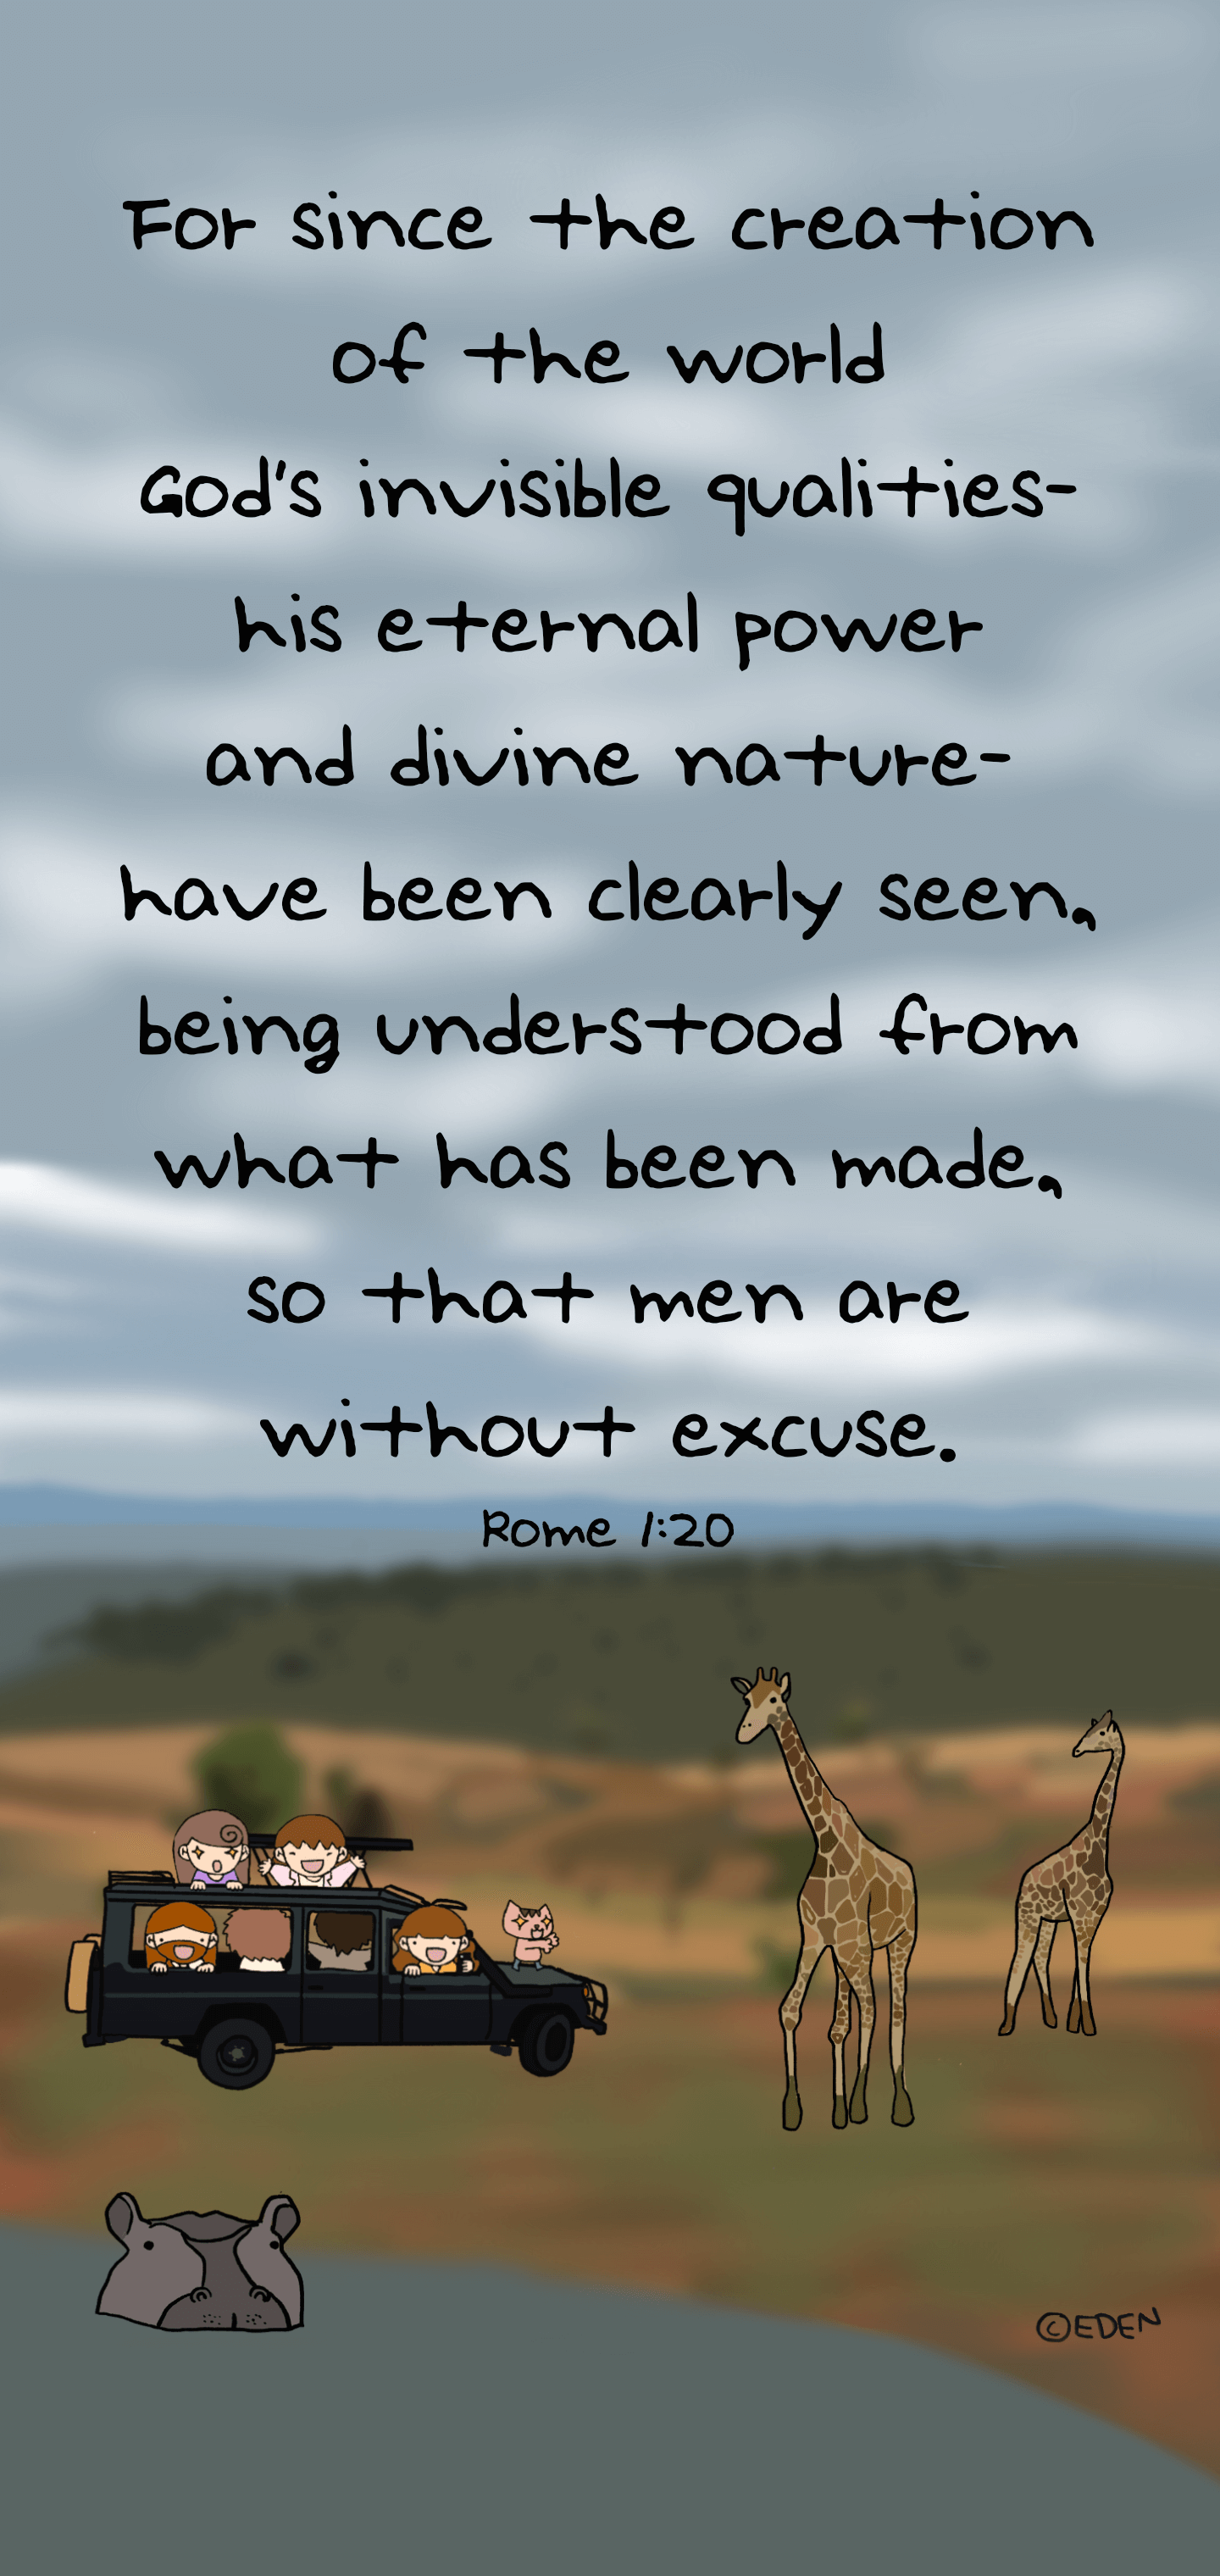 For since the creation
of the world
God's invisible qualities-
his eternal power
and divine nature-
have been clearly seen,
being understood from
what has been made,
so that men are
without excuse.
Rome 1:20
©EDEN